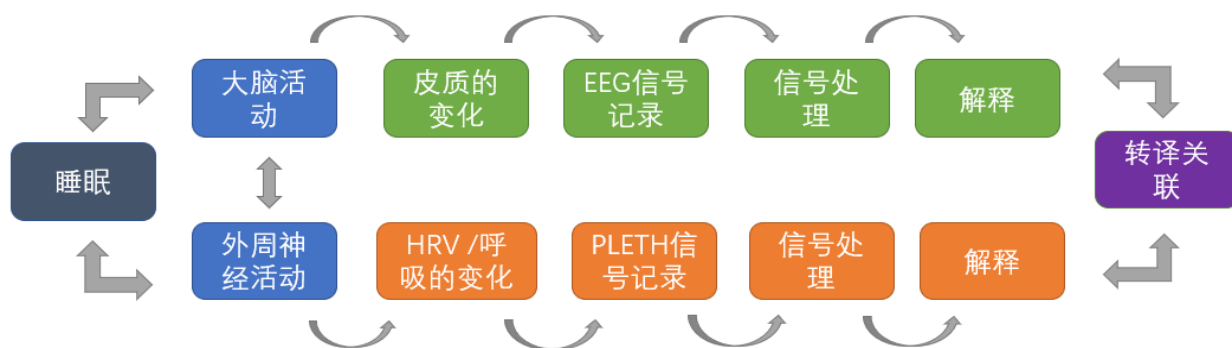 大脑活
动
皮质的
变化
EEG信号
记录
信号处
理
解释
睡眠
转译关
联
外周神
经活动
HRV /呼
吸的变化
PLETH信
号记录
信号处
理
解释